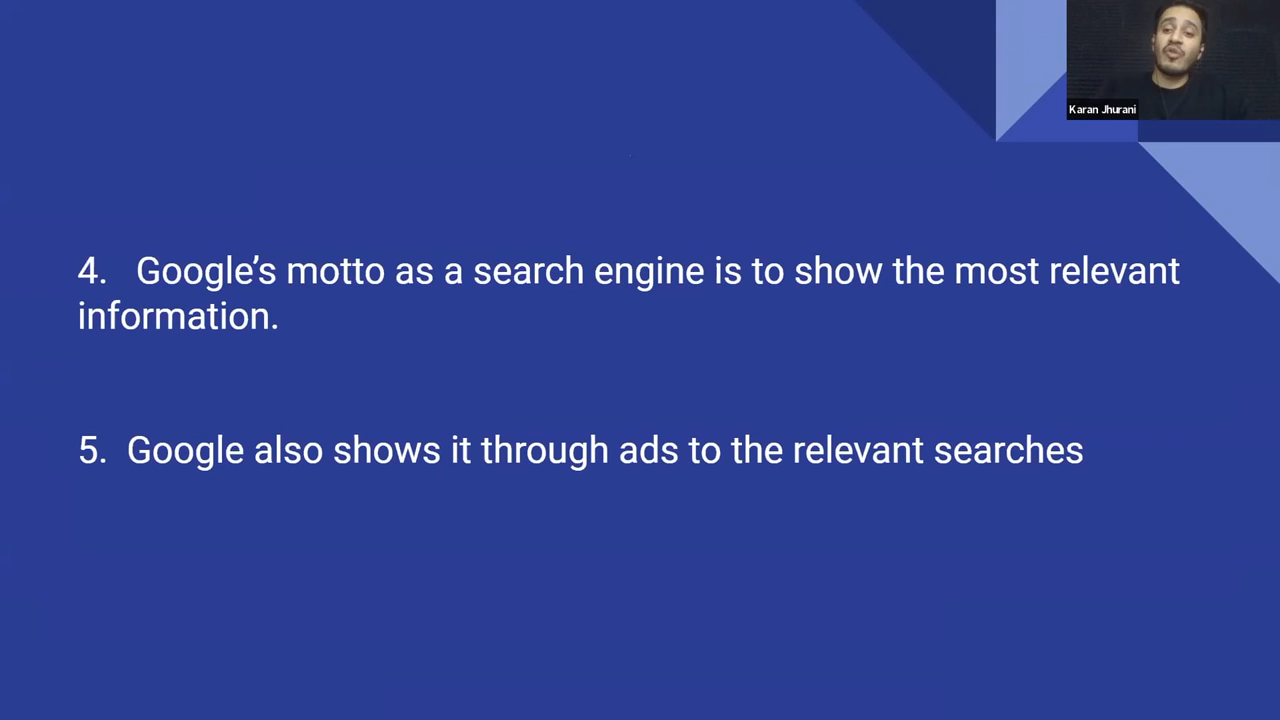 Karan Jhurani
4. Google’s motto as a search engine is to show the most relevant
information.
5. Google also shows it through ads to the relevant searches